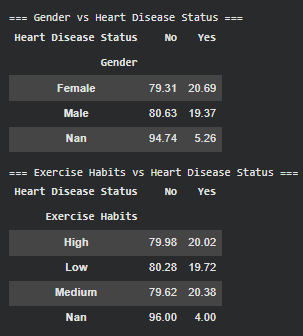 === Gender vs Heart Disease Status ===
Heart Disease Status No Yes
Gender
Female 79.31 20.69
Male 80.63 19.37
Nan 94.74 5.26
=== Exercise Habits vs Heart Disease Status ===
Heart Disease Status No Yes
Exercise Habits
High 79.98 20.02
Low 80.28 19.72
Medium 79.62 20.38
Nan 96.00 4.00